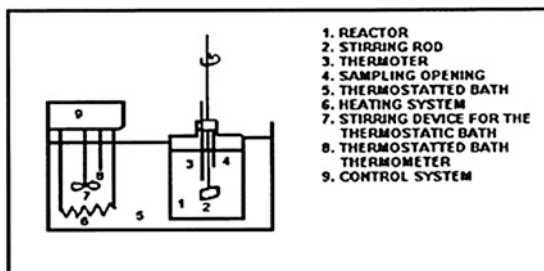 1. REACTOR
2. STIRRING ROD
3. THERMOTER
4. SAMPLING OPENING
5 THERMOSTATTED BATH
6. HEATING SYSTEM
7. STIRRING DEVICE FOR THE
THERMOSTATIC BATH
8. THERMOSTATTED BATH
THERMOMETER
9. CONTROL SYSTEM
9
8
7
6
5
3
4
1
2